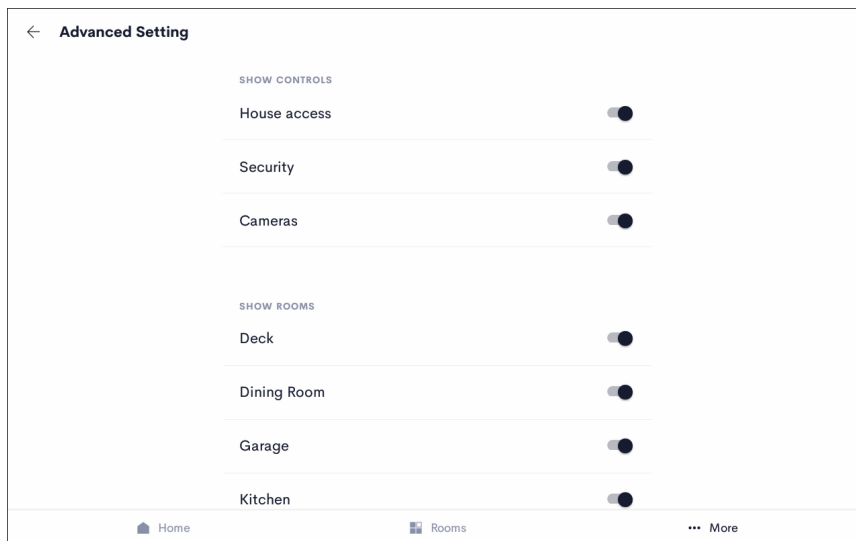 Advanced Setting
SHOW CONTROLS
House access
Security
Cameras
SHOW ROOMS
Deck
Dining Room
Garage
Kitchen
Home
Rooms
More